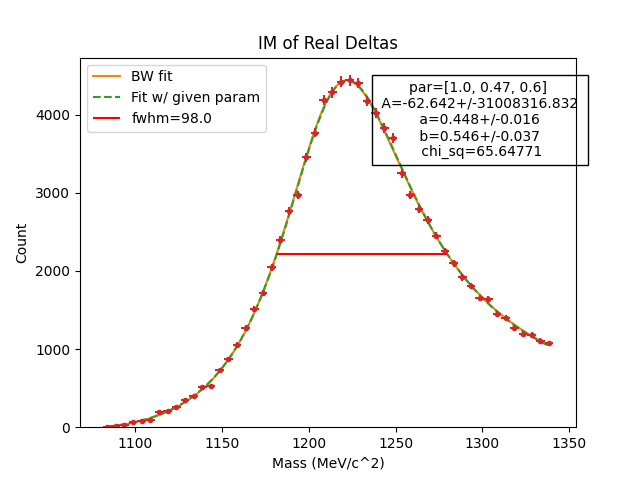 IM of Real Deltas
BW fit
Fit w/ given param
fwhm=98.0
par=[1.0, 0.47, 0.6]
A=-62.642+/-31008316.832
a=0.448+/-0.016
b=0.546+/-0.037
chi_sq=65.64771
Count
4000
3000
2000
1000
0
1100
1150
1200
1250
1300
1350
Mass (MeV/c^2)